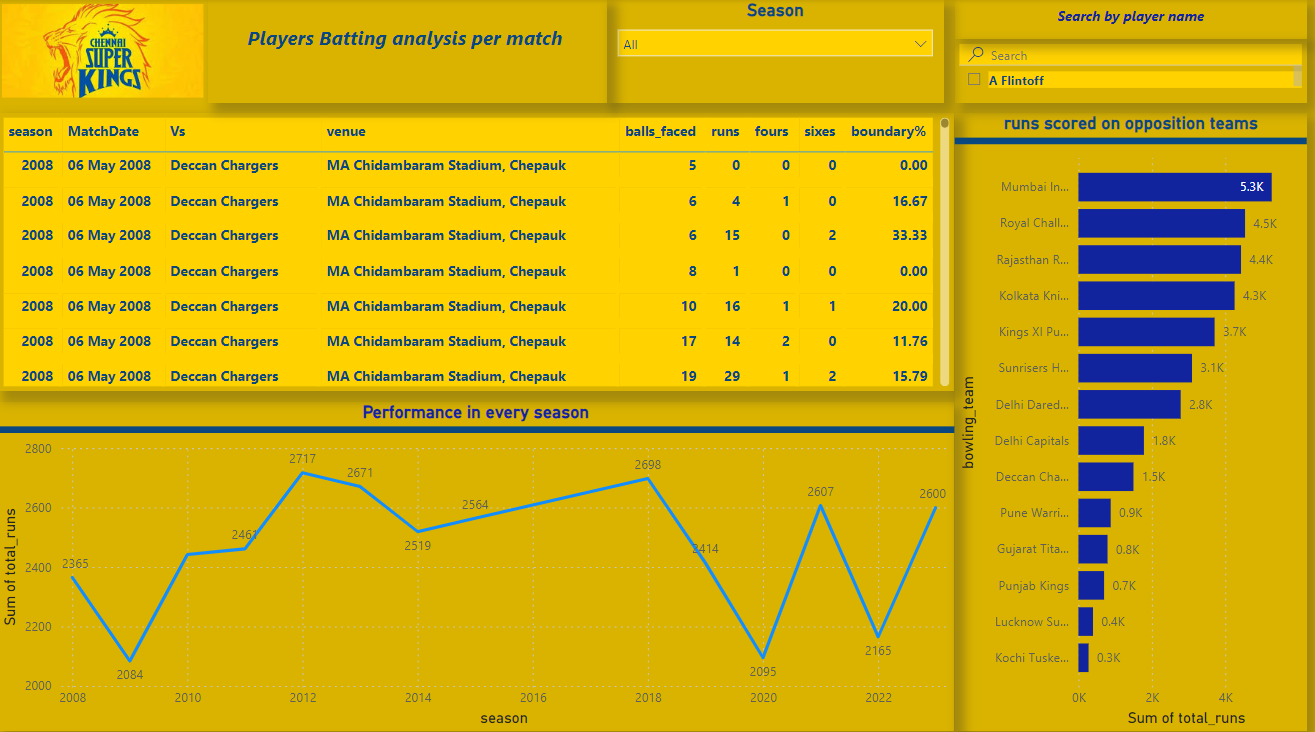 CHENNAI
SUPER
KINGS
Players Batting analysis per match
Season
All
Search by player name
Search
A Flintoff
season MatchDate Vs venue balls_faced runs fours sixes boundary%
2008 06 May 2008 Deccan Chargers MA Chidambaram Stadium, Chepauk 5 0 0 0 0.00
2008 06 May 2008 Deccan Chargers MA Chidambaram Stadium, Chepauk 6 4 1 0 16.67
2008 06 May 2008 Deccan Chargers MA Chidambaram Stadium, Chepauk 6 15 0 2 33.33
2008 06 May 2008 Deccan Chargers MA Chidambaram Stadium, Chepauk 8 1 0 0 0.00
2008 06 May 2008 Deccan Chargers MA Chidambaram Stadium, Chepauk 10 16 1 1 20.00
2008 06 May 2008 Deccan Chargers MA Chidambaram Stadium, Chepauk 17 14 2 0 11.76
2008 06 May 2008 Deccan Chargers MA Chidambaram Stadium, Chepauk 19 29 1 2 15.79
Performance in every season
Sum of total_runs
2800
2600
2400
2200
2000
2365
2084
2461
2717
2671
2519
2564
2698
2414
2095
2607
2165
2600
2008 2010 2012 2014 2016 2018 2020 2022
season
runs scored on opposition teams
bowling_team
Mumbai In... 5.3K
Royal Chall... 4.5K
Rajasthan R... 4.4K
Kolkata Kni... 4.3K
Kings XI Pu... 3.7K
Sunrisers H... 3.1K
Delhi Dared... 2.8K
Delhi Capitals 1.8K
Deccan Cha... 1.5K
Pune Warri... 0.9K
Gujarat Tita... 0.8K
Punjab Kings 0.7K
Lucknow Su... 0.4K
Kochi Tuske... 0.3K
0K 2K 4K
Sum of total_runs